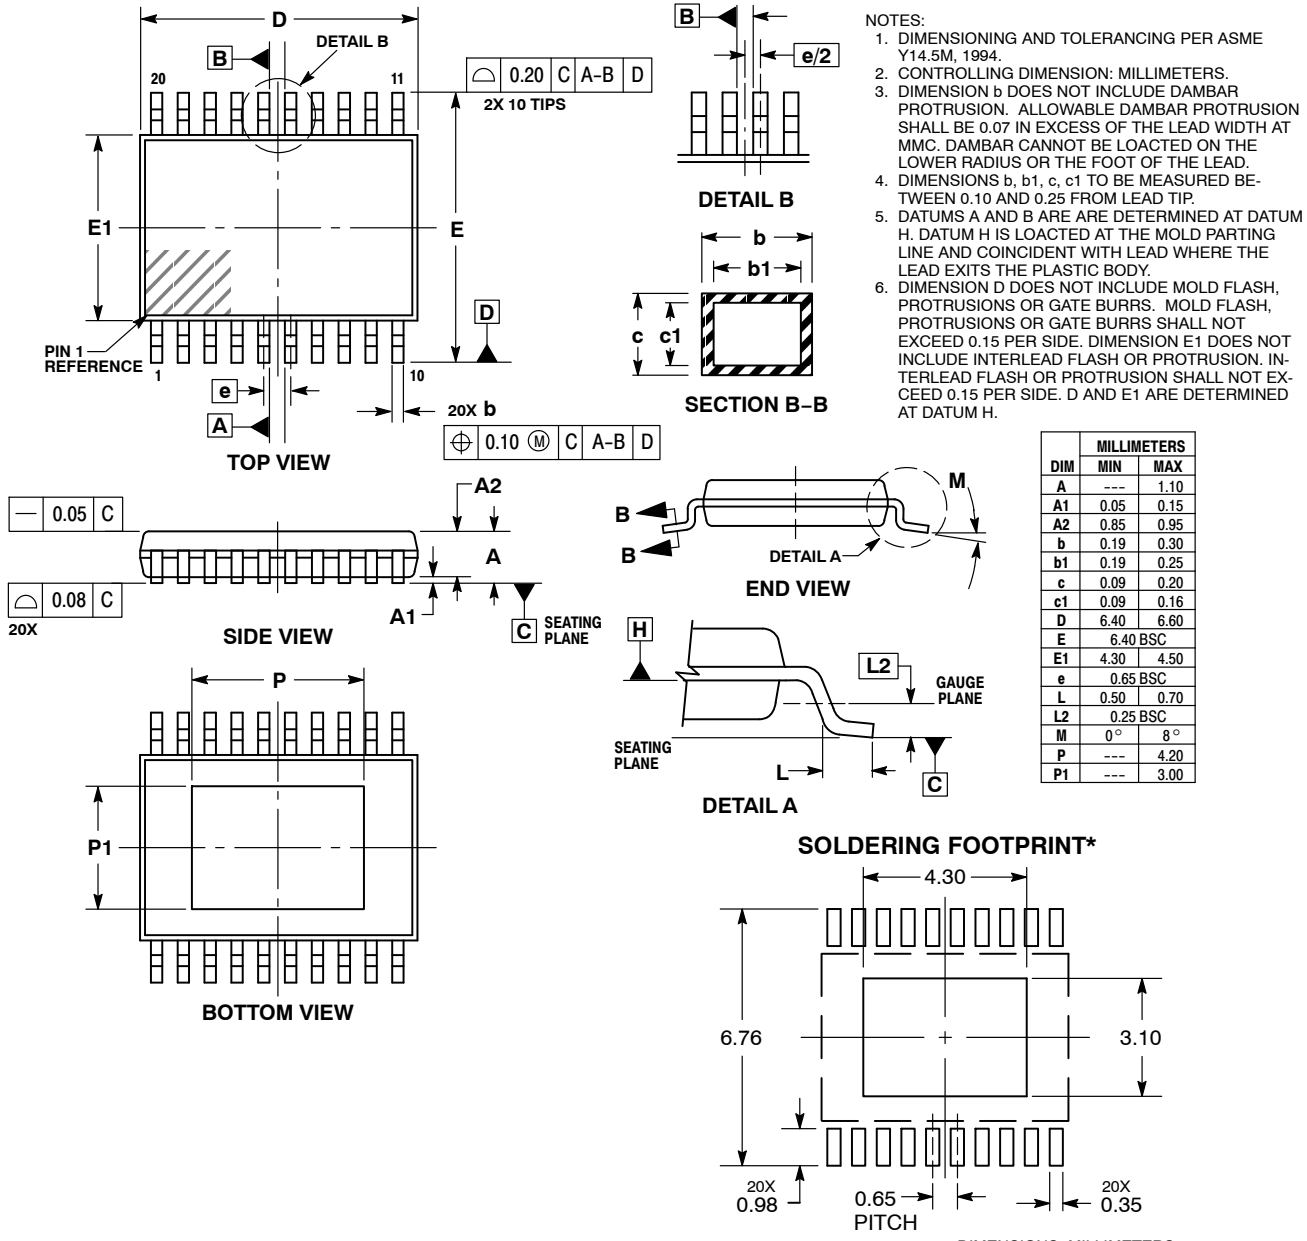 D
B
DETAIL B
20
11
0.20 C A–B D
2X 10 TIPS
E1
E
D
PIN 1
REFERENCE
1
10
e
20X b
A
0.10 Ⓜ C A–B D
TOP VIEW
B
e/2
DETAIL B
b
b1
c
c1
SECTION B–B
NOTES:
1. DIMENSIONING AND TOLERANCING PER ASME
Y14.5M, 1994.
2. CONTROLLING DIMENSION: MILLIMETERS.
3. DIMENSION b DOES NOT INCLUDE DAMBAR
PROTRUSION. ALLOWABLE DAMBAR PROTRUSION
SHALL BE 0.07 IN EXCESS OF THE LEAD WIDTH AT
MMC. DAMBAR CANNOT BE LOACTED ON THE
LOWER RADIUS OR THE FOOT OF THE LEAD.
4. DIMENSIONS b, b1, c, c1 TO BE MEASURED BE-
TWEEN 0.10 AND 0.25 FROM LEAD TIP.
5. DATUMS A AND B ARE ARE DETERMINED AT DATUM
H. DATUM H IS LOACTED AT THE MOLD PARTING
LINE AND COINCIDENT WITH LEAD WHERE THE
LEAD EXITS THE PLASTIC BODY.
6. DIMENSION D DOES NOT INCLUDE MOLD FLASH,
PROTRUSIONS OR GATE BURRS. MOLD FLASH,
PROTRUSIONS OR GATE BURRS SHALL NOT
EXCEED 0.15 PER SIDE. DIMENSION E1 DOES NOT
INCLUDE INTERLEAD FLASH OR PROTRUSION. IN-
TERLEAD FLASH OR PROTRUSION SHALL NOT EX-
CEED 0.15 PER SIDE. D AND E1 ARE DETERMINED
AT DATUM H.
MILLIMETERS
DIM MIN MAX
A --- 1.10
A1 0.05 0.15
A2 0.85 0.95
b 0.19 0.30
b1 0.19 0.25
c 0.09 0.20
c1 0.09 0.16
D 6.40 6.60
E 6.40 BSC
E1 4.30 4.50
e 0.65 BSC
L 0.50 0.70
L2 0.25 BSC
M 0° 8°
P --- 4.20
P1 --- 3.00
0.05 C
A2
A
0.08 C
20X
A1
C SEATING
PLANE
SIDE VIEW
B
B
M
DETAIL A
END VIEW
H
L2
GAUGE
PLANE
SEATING
PLANE
L
C
DETAIL A
P
P1
BOTTOM VIEW
SOLDERING FOOTPRINT*
4.30
6.76
3.10
20X
0.98
0.65
PITCH
20X
0.35